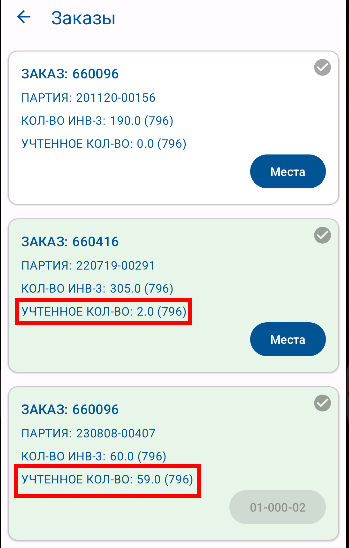 Заказы
ЗАКАЗ: 660096
ПАРТИЯ: 201120-00156
КОЛ-ВО ИНВ-3: 190.0 (796)
УЧТЕННОЕ КОЛ-ВО: 0.0 (796)
Места
ЗАКАЗ: 660416
ПАРТИЯ: 220719-00291
КОЛ-ВО ИНВ-3: 305.0 (796)
УЧТЕННОЕ КОЛ-ВО: 2.0 (796)
Места
ЗАКАЗ: 660096
ПАРТИЯ: 230808-00407
КОЛ-ВО ИНВ-3: 60.0 (796)
УЧТЕННОЕ КОЛ-ВО: 59.0 (796)
01-000-02